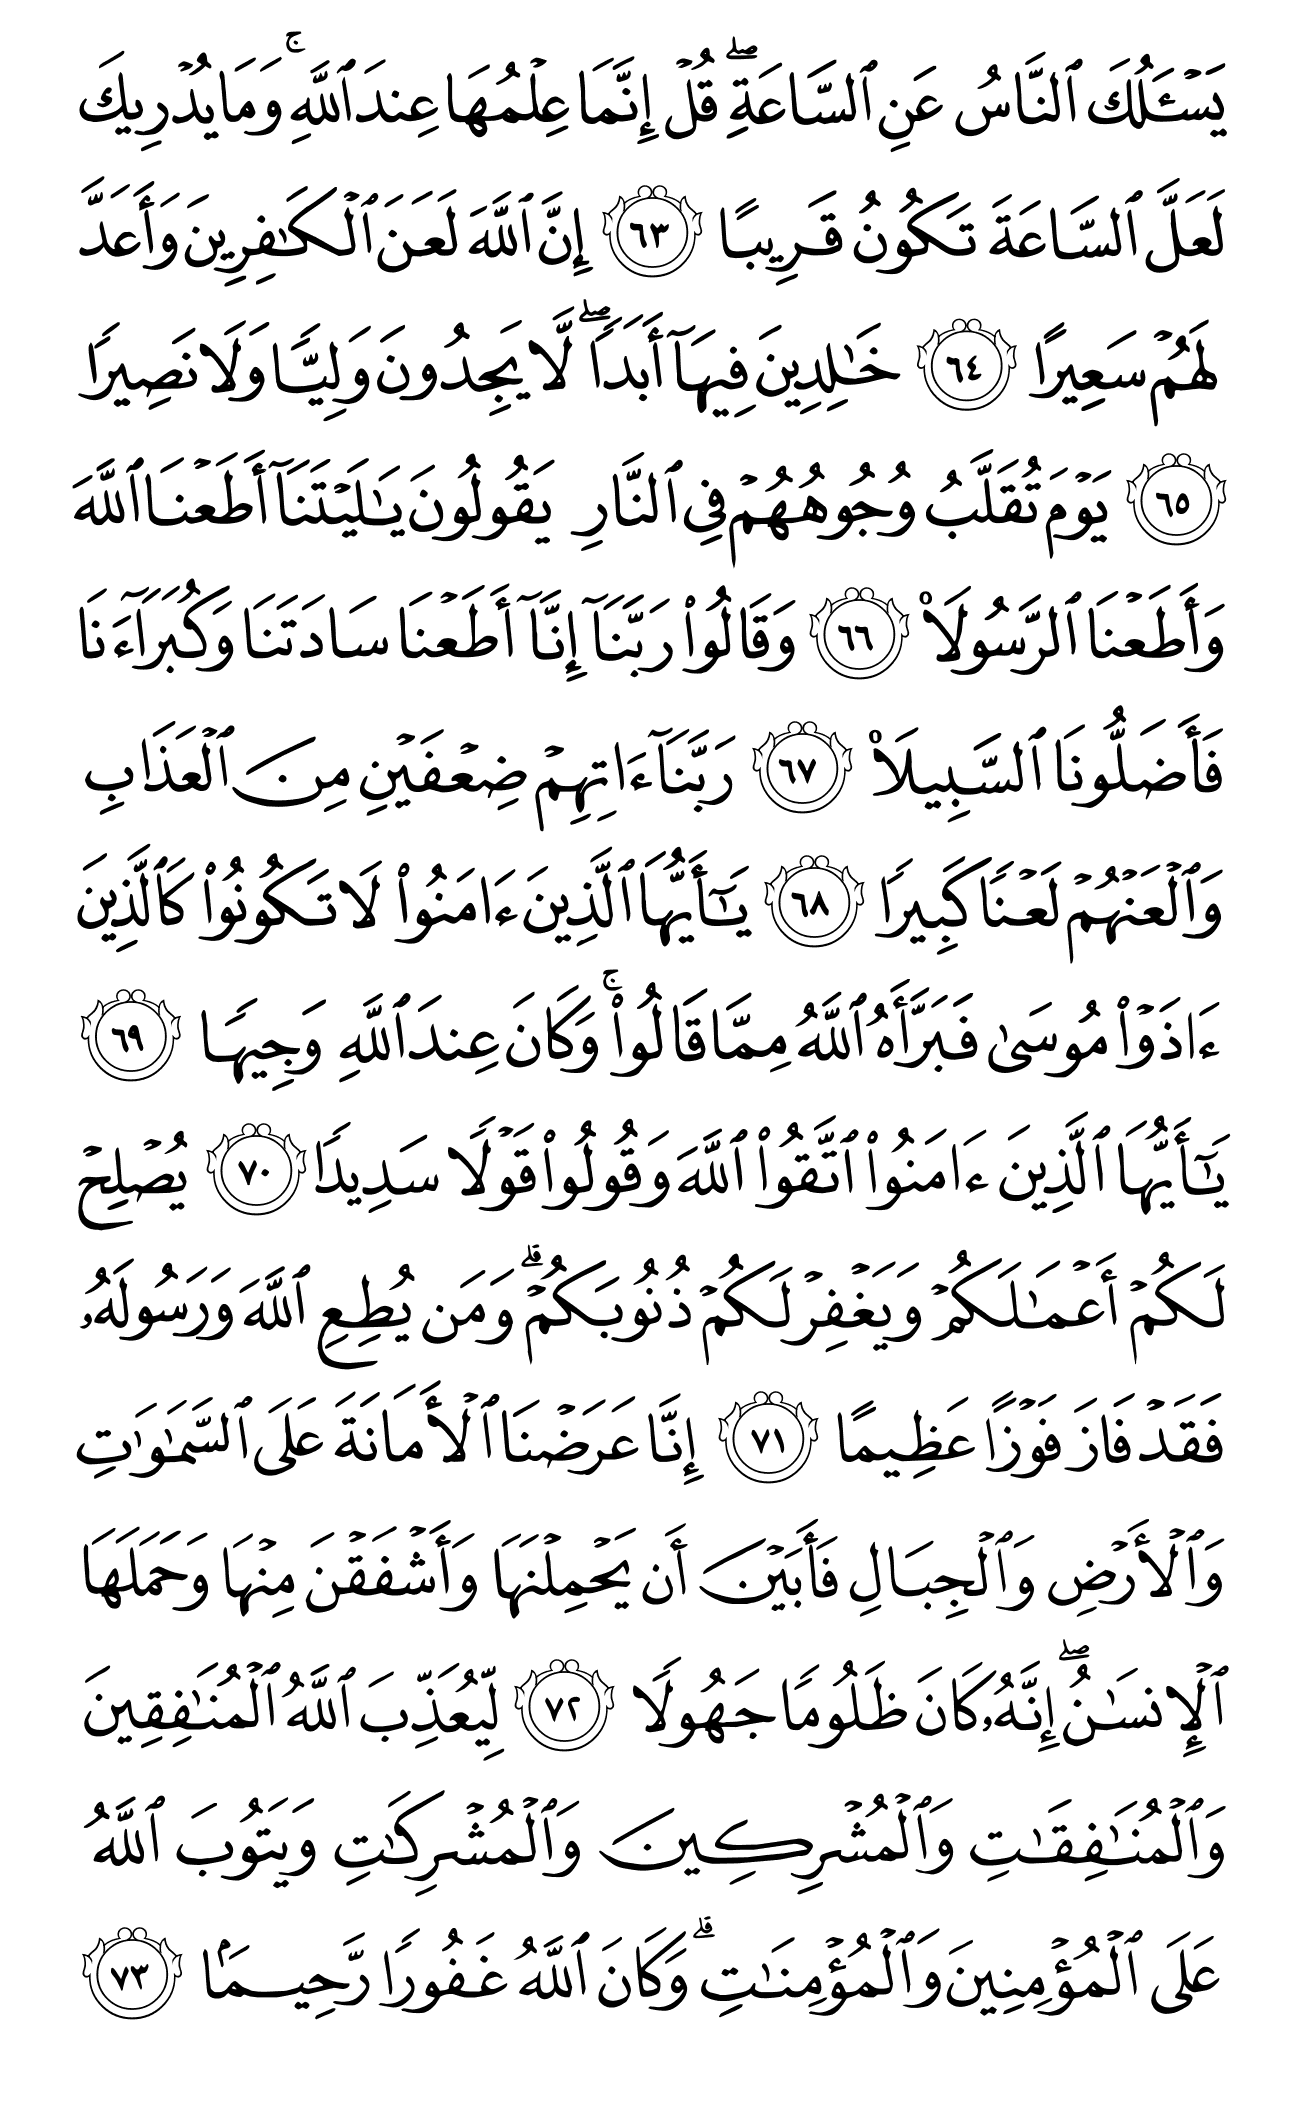 يَسْـَٔلُكَ ٱلنَّاسُ عَنِ ٱلسَّاعَةِۖ قُلْ إِنَّمَا عِلْمُهَا عِندَ ٱللَّهِۚ وَمَا يُدْرِيكَ
لَعَلَّ ٱلسَّاعَةَ تَكُونُ قَرِيبًا ٦٣ إِنَّ ٱللَّهَ لَعَنَ ٱلْكَٰفِرِينَ وَأَعَدَّ
لَهُمْ سَعِيرًا ٦٤ خَٰلِدِينَ فِيهَآ أَبَدًاۖ لَّا يَجِدُونَ وَلِيًّا وَلَا نَصِيرًا
٦٥ يَوْمَ تُقَلَّبُ وُجُوهُهُمْ فِى ٱلنَّارِ يَقُولُونَ يَٰلَيْتَنَآ أَطَعْنَا ٱللَّهَ
وَأَطَعْنَا ٱلرَّسُولَا۠ ٦٦ وَقَالُوا۟ رَبَّنَآ إِنَّآ أَطَعْنَا سَادَتَنَا وَكُبَرَآءَنَا
فَأَضَلُّونَا ٱلسَّبِيلَا۠ ٦٧ رَبَّنَآ ءَاتِهِمْ ضِعْفَيْنِ مِنَ ٱلْعَذَابِ
وَٱلْعَنْهُمْ لَعْنًا كَبِيرًا ٦٨ يَٰٓأَيُّهَا ٱلَّذِينَ ءَامَنُوا۟ لَا تَكُونُوا۟ كَٱلَّذِينَ
ءَاذَوْا۟ مُوسَىٰ فَبَرَّأَهُ ٱللَّهُ مِمَّا قَالُوا۟ۚ وَكَانَ عِندَ ٱللَّهِ وَجِيهًا ٦٩
يَٰٓأَيُّهَا ٱلَّذِينَ ءَامَنُوا۟ ٱتَّقُوا۟ ٱللَّهَ وَقُولُوا۟ قَوْلًا سَدِيدًا ٧٠ يُصْلِحْ
لَكُمْ أَعْمَٰلَكُمْ وَيَغْفِرْ لَكُمْ ذُنُوبَكُمْۗ وَمَن يُطِعِ ٱللَّهَ وَرَسُولَهُۥ
فَقَدْ فَازَ فَوْزًا عَظِيمًا ٧١ إِنَّا عَرَضْنَا ٱلْأَمَانَةَ عَلَى ٱلسَّمَٰوَٰتِ
وَٱلْأَرْضِ وَٱلْجِبَالِ فَأَبَيْنَ أَن يَحْمِلْنَهَا وَأَشْفَقْنَ مِنْهَا وَحَمَلَهَا
ٱلْإِنسَٰنُۖ إِنَّهُۥ كَانَ ظَلُومًا جَهُولًا ٧٢ لِّيُعَذِّبَ ٱللَّهُ ٱلْمُنَٰفِقِينَ
وَٱلْمُنَٰفِقَٰتِ وَٱلْمُشْرِكِينَ وَٱلْمُشْرِكَٰتِ وَيَتُوبَ ٱللَّهُ
عَلَى ٱلْمُؤْمِنِينَ وَٱلْمُؤْمِنَٰتِۗ وَكَانَ ٱللَّهُ غَفُورًا رَّحِيمًۢا ٧٣